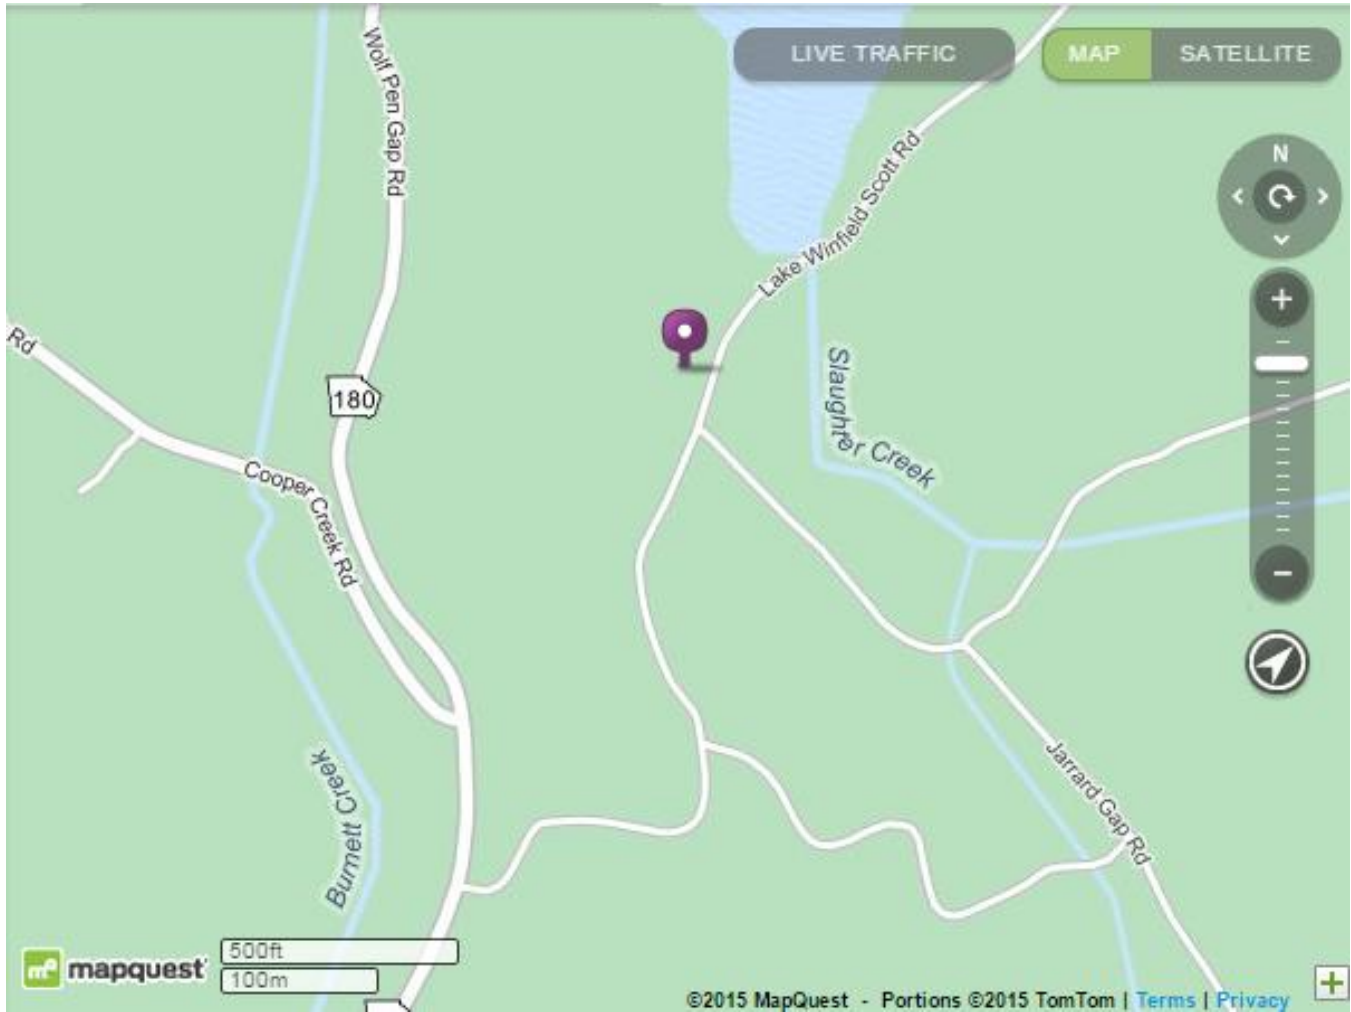 LIVE TRAFFIC
MAP
SATELLITE
Wolf Pen Gap Rd
Lake Winfield Scott Rd
N
Rd
180
Slaughter Creek
Cooper Creek Rd
Burnett Creek
Jarrard Gap Rd
mapquest
500ft
100m
©2015 MapQuest - Portions ©2015 TomTom | Terms | Privacy